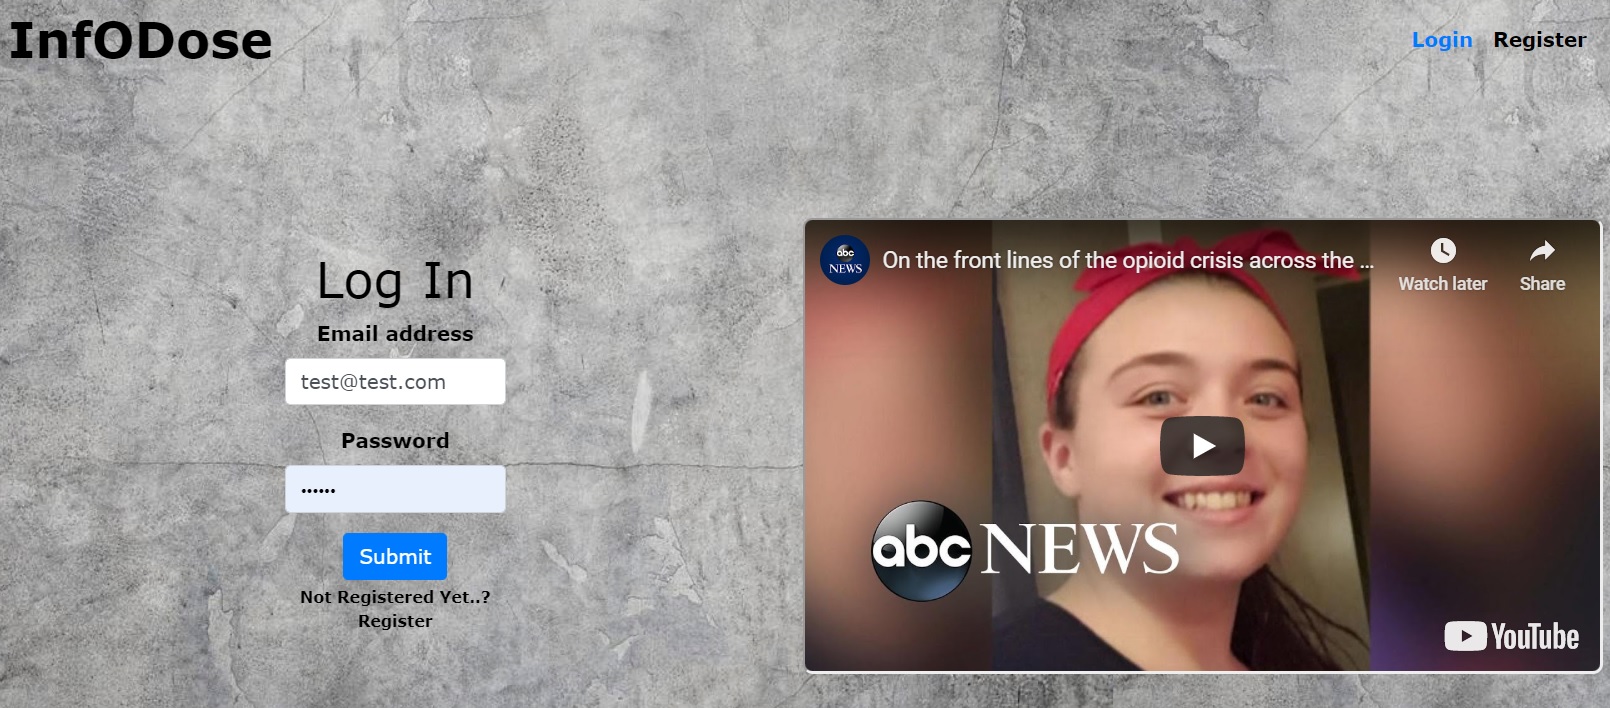 InfODose
Login Register
Log In
Email address
test@test.com
Password
••••••
Submit
Not Registered Yet..?
Register
abc NEWS
On the front lines of the opioid crisis across the ...
Watch later
Share
abc NEWS
YouTube